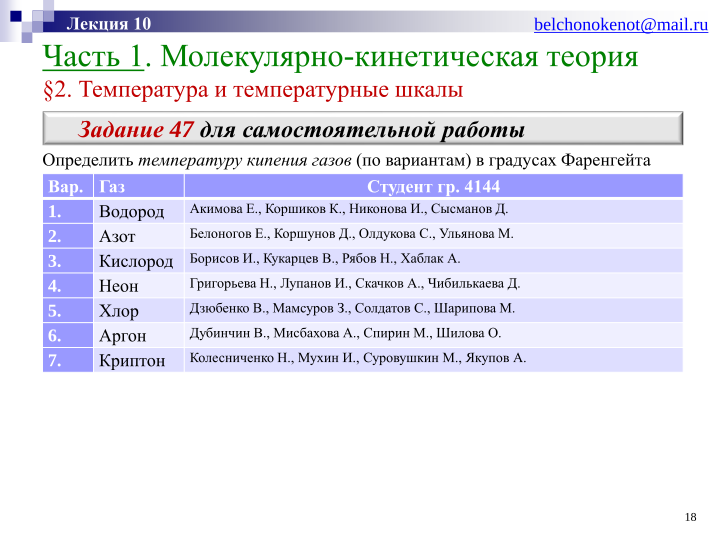 Лекция 10
belchonokenot@mail.ru
Часть 1. Молекулярно-кинетическая теория
§2. Температура и температурные шкалы
Задание 47 для самостоятельной работы
Определить температуру кипения газов (по вариантам) в градусах Фаренгейта
Вар. Газ Студент гр. 4144
1. Водород Акимова Е., Коршиков К., Никонова И., Сысманов Д.
2. Азот Белоногов Е., Коршунов Д., Олдукова С., Ульянова М.
3. Кислород Борисов И., Кукарцев В., Рябов Н., Хаблак А.
4. Неон Григорьева Н., Лупанов И., Скачков А., Чибилькаева Д.
5. Хлор Дзюбенко В., Мамсуров З., Солдатов С., Шарипова М.
6. Аргон Дубинчин В., Мисбахова А., Спирин М., Шилова О.
7. Криптон Колесниченко Н., Мухин И., Суровушкин М., Якупов А.
18